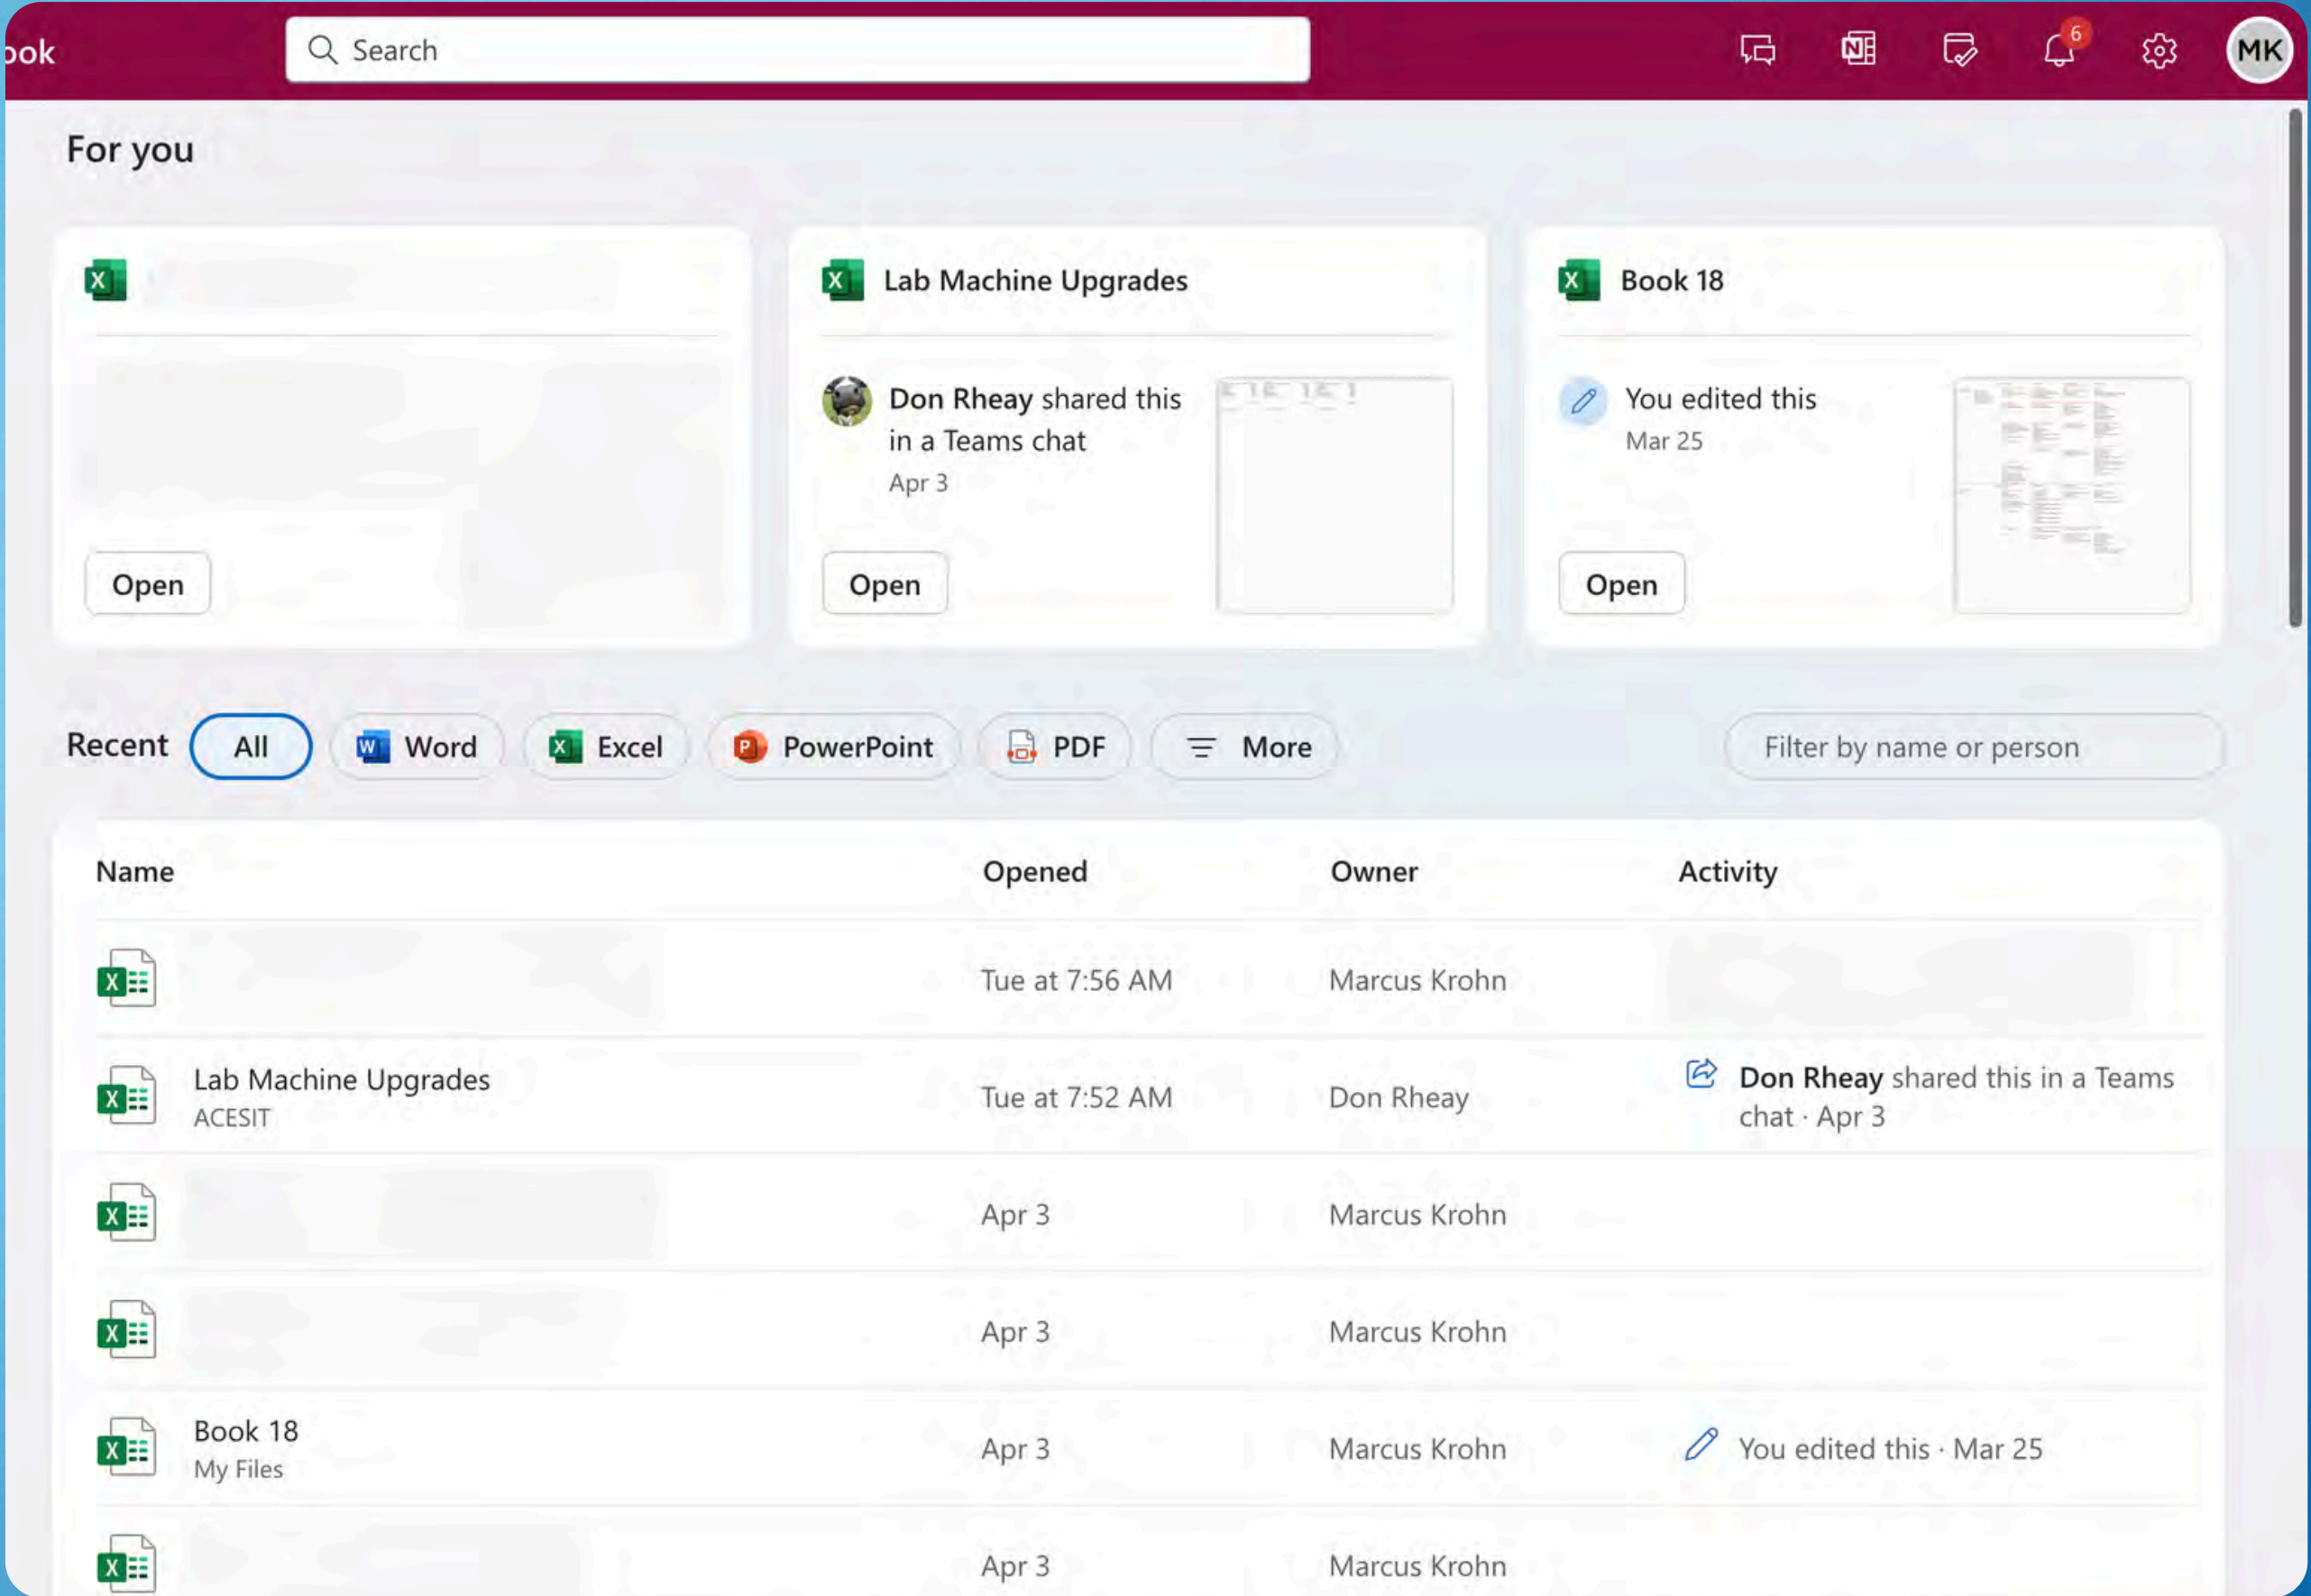 ook
Search
6
MK
For you
Lab Machine Upgrades
Book 18
Don Rheay shared this
in a Teams chat
Apr 3
You edited this
Mar 25
Open
Open
Open
Recent
All
Word
Excel
PowerPoint
PDF
More
Filter by name or person
Name
Opened
Owner
Activity
Tue at 7:56 AM
Marcus Krohn
Lab Machine Upgrades
ACESIT
Tue at 7:52 AM
Don Rheay
Don Rheay shared this in a Teams
chat · Apr 3
Apr 3
Marcus Krohn
Apr 3
Marcus Krohn
Book 18
My Files
Apr 3
Marcus Krohn
You edited this · Mar 25
Apr 3
Marcus Krohn